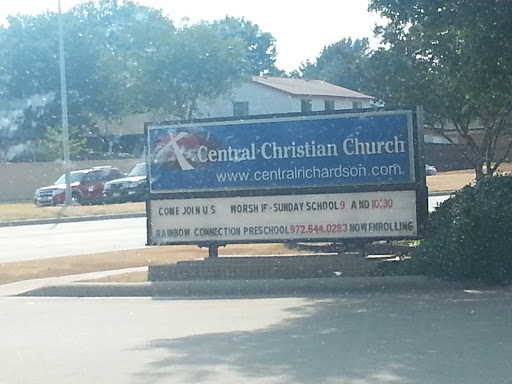 Central Christian Church
www.centralrichardson.com
COME JOIN US WORSHIP - SUNDAY SCHOOL 9 AND 10:30
RAINBOW CONNECTION PRESCHOOL 972.644.0283 NOW ENROLLING